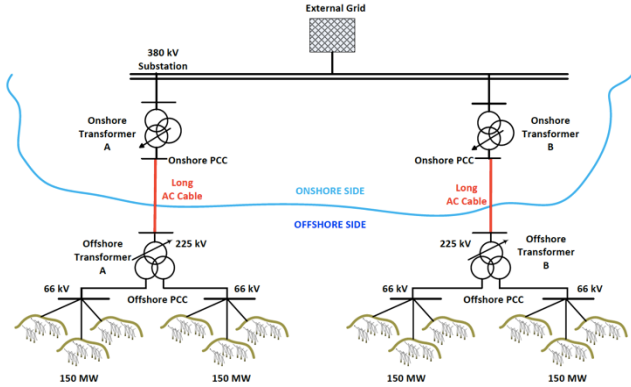 External Grid
380 kV
Substation
Onshore
Transformer
A
Onshore
Transformer
B
Onshore PCC
Onshore PCC
Long
AC Cable
Long
AC Cable
ONSHORE SIDE
OFFSHORE SIDE
Offshore
Transformer
A
225 kV
225 kV
Offshore
Transformer
B
66 kV
Offshore PCC
66 kV
66 kV
Offshore PCC
66 kV
150 MW
150 MW
150 MW
150 MW